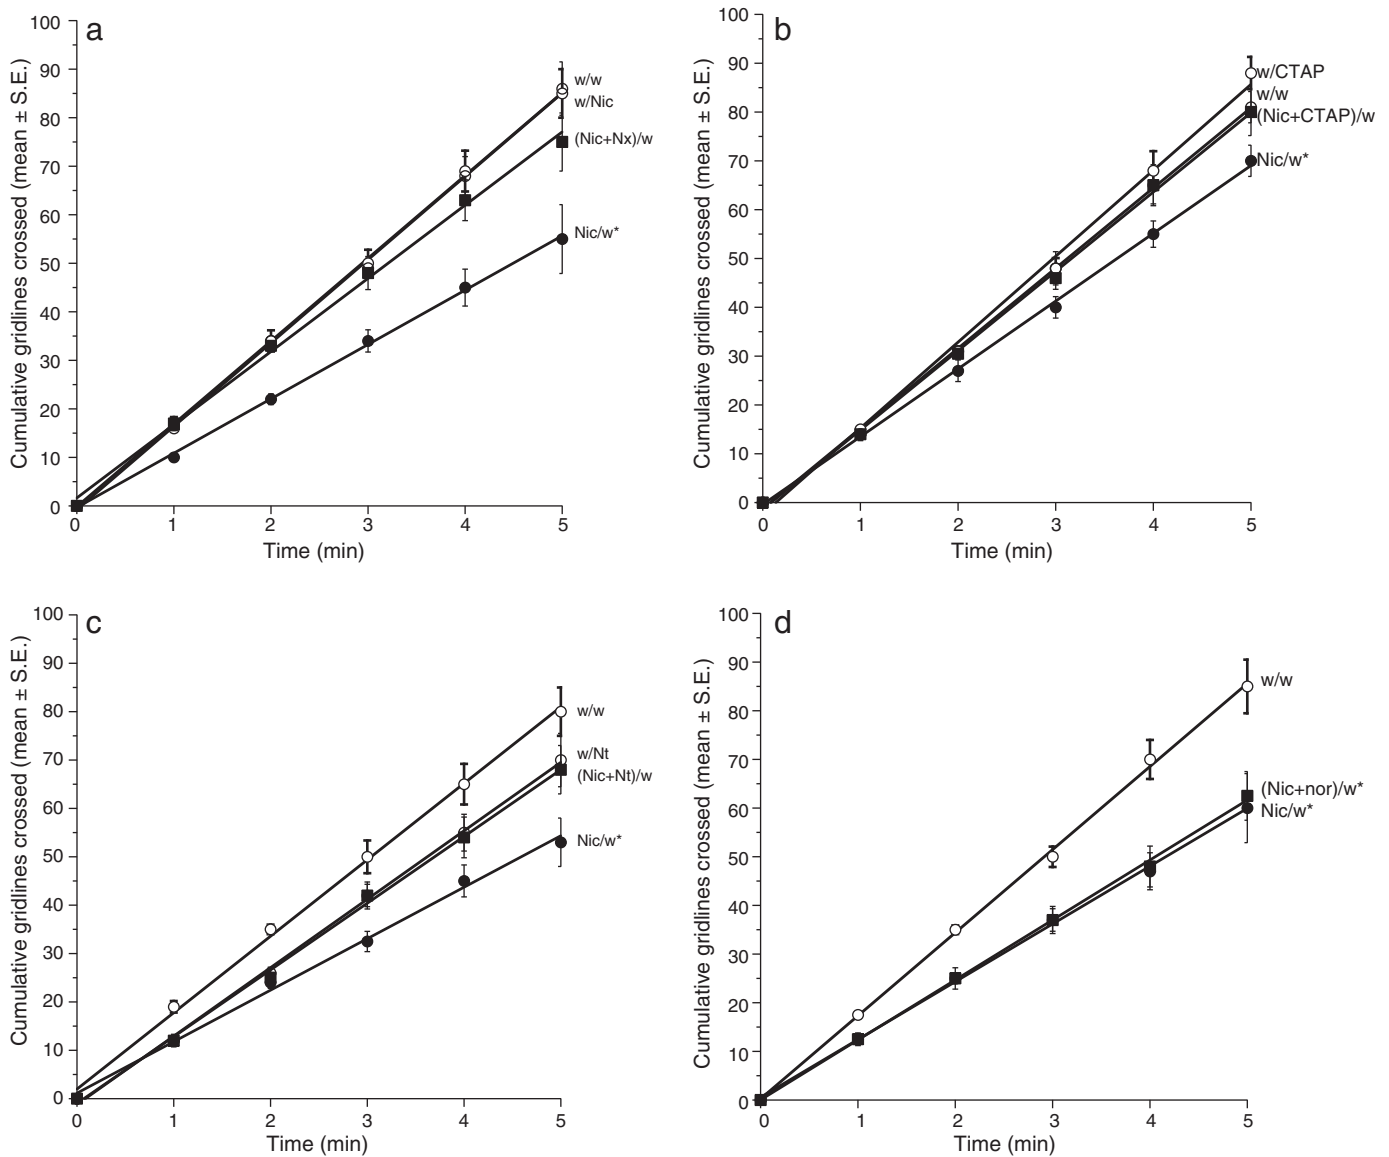 a
Cumulative gridlines crossed (mean ± S.E.)
100
90
80
70
60
50
40
30
20
10
0
w/w
w/Nic
(Nic+Nx)/w
Nic/w*
0 1 2 3 4 5
Time (min)
b
Cumulative gridlines crossed (mean ± S.E.)
100
90
80
70
60
50
40
30
20
10
0
w/CTAP
w/w
(Nic+CTAP)/w
Nic/w*
0 1 2 3 4 5
Time (min)
c
Cumulative gridlines crossed (mean ± S.E.)
100
90
80
70
60
50
40
30
20
10
0
w/w
w/Nt
(Nic+Nt)/w
Nic/w*
0 1 2 3 4 5
Time (min)
d
Cumulative gridlines crossed (mean ± S.E.)
100
90
80
70
60
50
40
30
20
10
0
w/w
(Nic+nor)/w*
Nic/w*
0 1 2 3 4 5
Time (min)